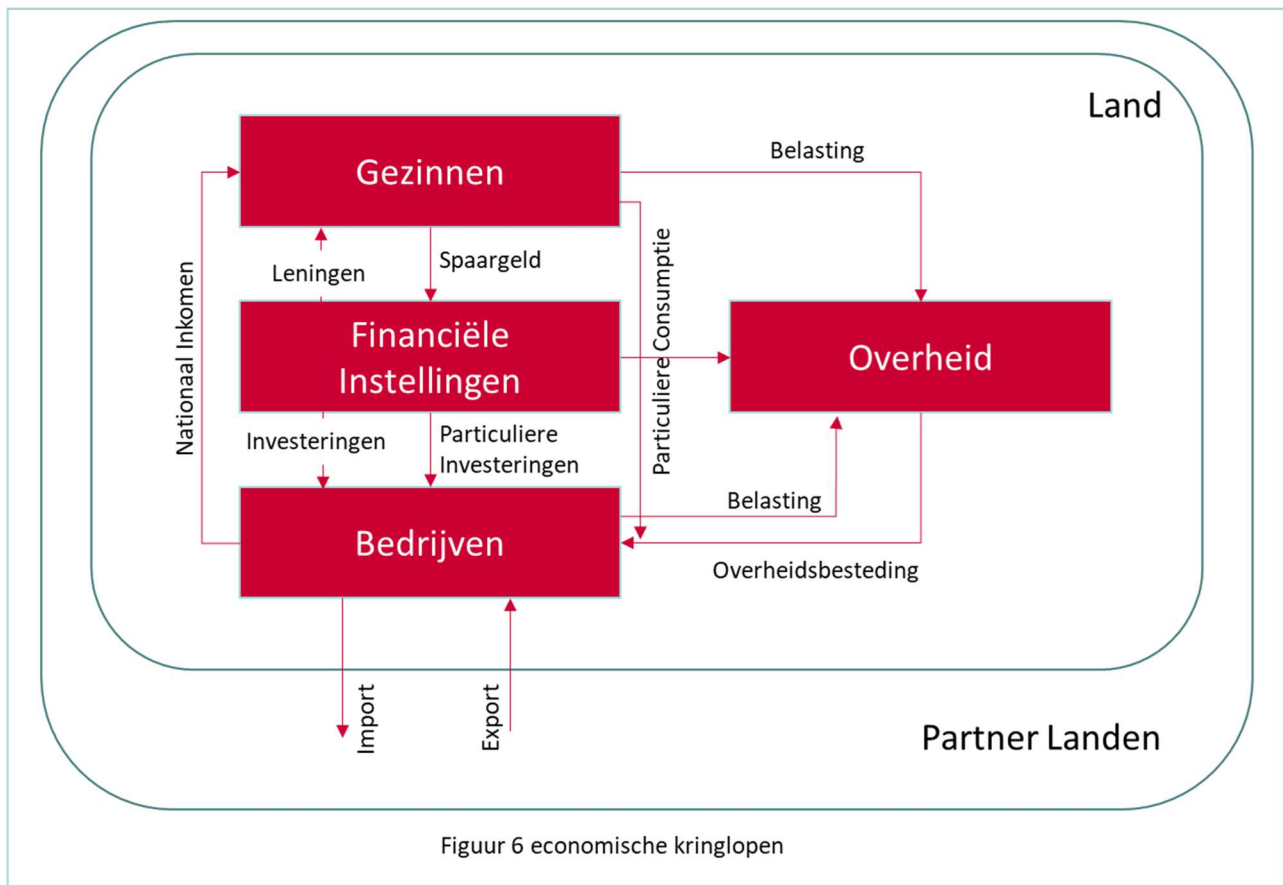 Land
Gezinnen
Belasting
Leningen
Spaargeld
Nationaal Inkomen
Particuliere Consumptie
Financiële
Instellingen
Overheid
Investeringen
Particuliere
Investeringen
Belasting
Bedrijven
Overheidsbesteding
Import
Export
Partner Landen
Figuur 6 economische kringlopen